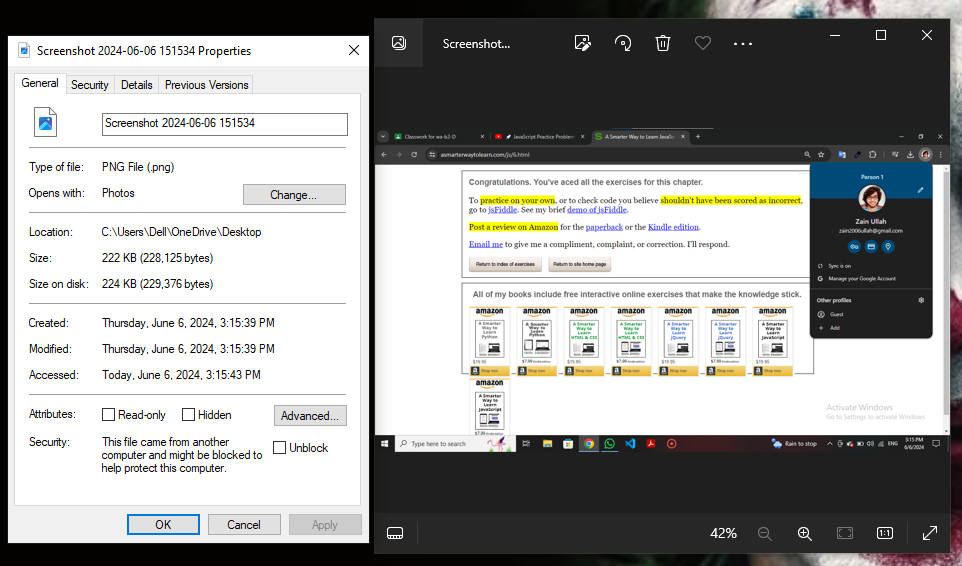 Screenshot 2024-06-06 151534 Properties
General Security Details Previous Versions
Screenshot 2024-06-06 151534
Type of file: PNG File (.png)
Opens with: Photos Change...
Location: C:\Users\Dell\OneDrive\Desktop
Size: 222 KB (228,125 bytes)
Size on disk: 224 KB (229,376 bytes)
Created: Thursday, June 6, 2024, 3:15:39 PM
Modified: Thursday, June 6, 2024, 3:15:39 PM
Accessed: Today, June 6, 2024, 3:15:43 PM
Attributes: Read-only Hidden Advanced...
Security: This file came from another
computer and might be blocked to
help protect this computer.
Unblock
OK Cancel Apply
Screenshot...
Classwork for wa-b2-D JavaScript Practice Problem A Smarter Way to Learn JavaS
asmarterwaytolearn.com/js/6.html
Congratulations. You've aced all the exercises for this chapter.
To practice on your own, or to check code you believe shouldn't have been scored as incorrect,
go to jsFiddle. See my brief demo of jsFiddle.
Post a review on Amazon for the paperback or the Kindle edition.
Email me to give me a compliment, complaint, or correction. I'll respond.
Return to index of exercises Return to site home page
All of my books include free interactive online exercises that make the knowledge stick.
amazon amazon amazon amazon amazon amazon amazon
A Smarter Way to Learn Python
A Smarter Way to Learn Python
A Smarter Way to Learn HTML & CSS
A Smarter Way to Learn HTML & CSS
A Smarter Way to Learn jQuery
A Smarter Way to Learn jQuery
A Smarter Way to Learn JavaScript
$19.95 $7.99 $19.95 $7.99 $19.95 $7.99 $19.95
Shop now Shop now Shop now Shop now Shop now Shop now Shop now
amazon
A Smarter Way to Learn JavaScript
$7.99
Person 1
Zain Ullah
zain2006ullah@gmail.com
Sync is on
Manage your Google Account
Other profiles
Guest
Add
Activate Windows
Go to Settings to activate Windows.
Type here to search
Rain to stop
ENG
3:15 PM
6/6/2024
42%
1:1